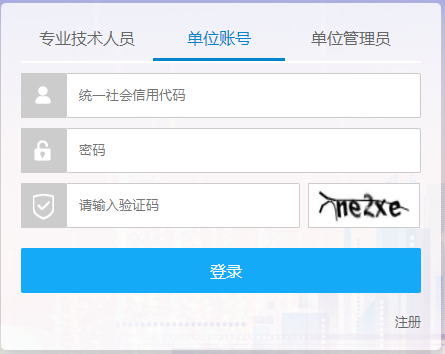 专业技术人员 单位账号 单位管理员
统一社会信用代码
密码
请输入验证码 ne2xe
登录
注册